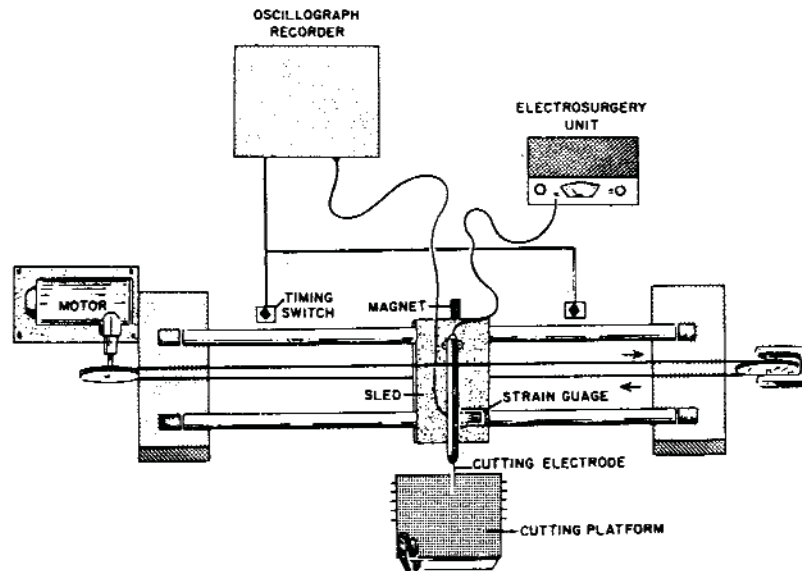 OSCILLOGRAPH
RECORDER
ELECTROSURGERY
UNIT
MOTOR
TIMING
SWITCH
MAGNET
SLED
STRAIN GUAGE
CUTTING ELECTRODE
CUTTING PLATFORM